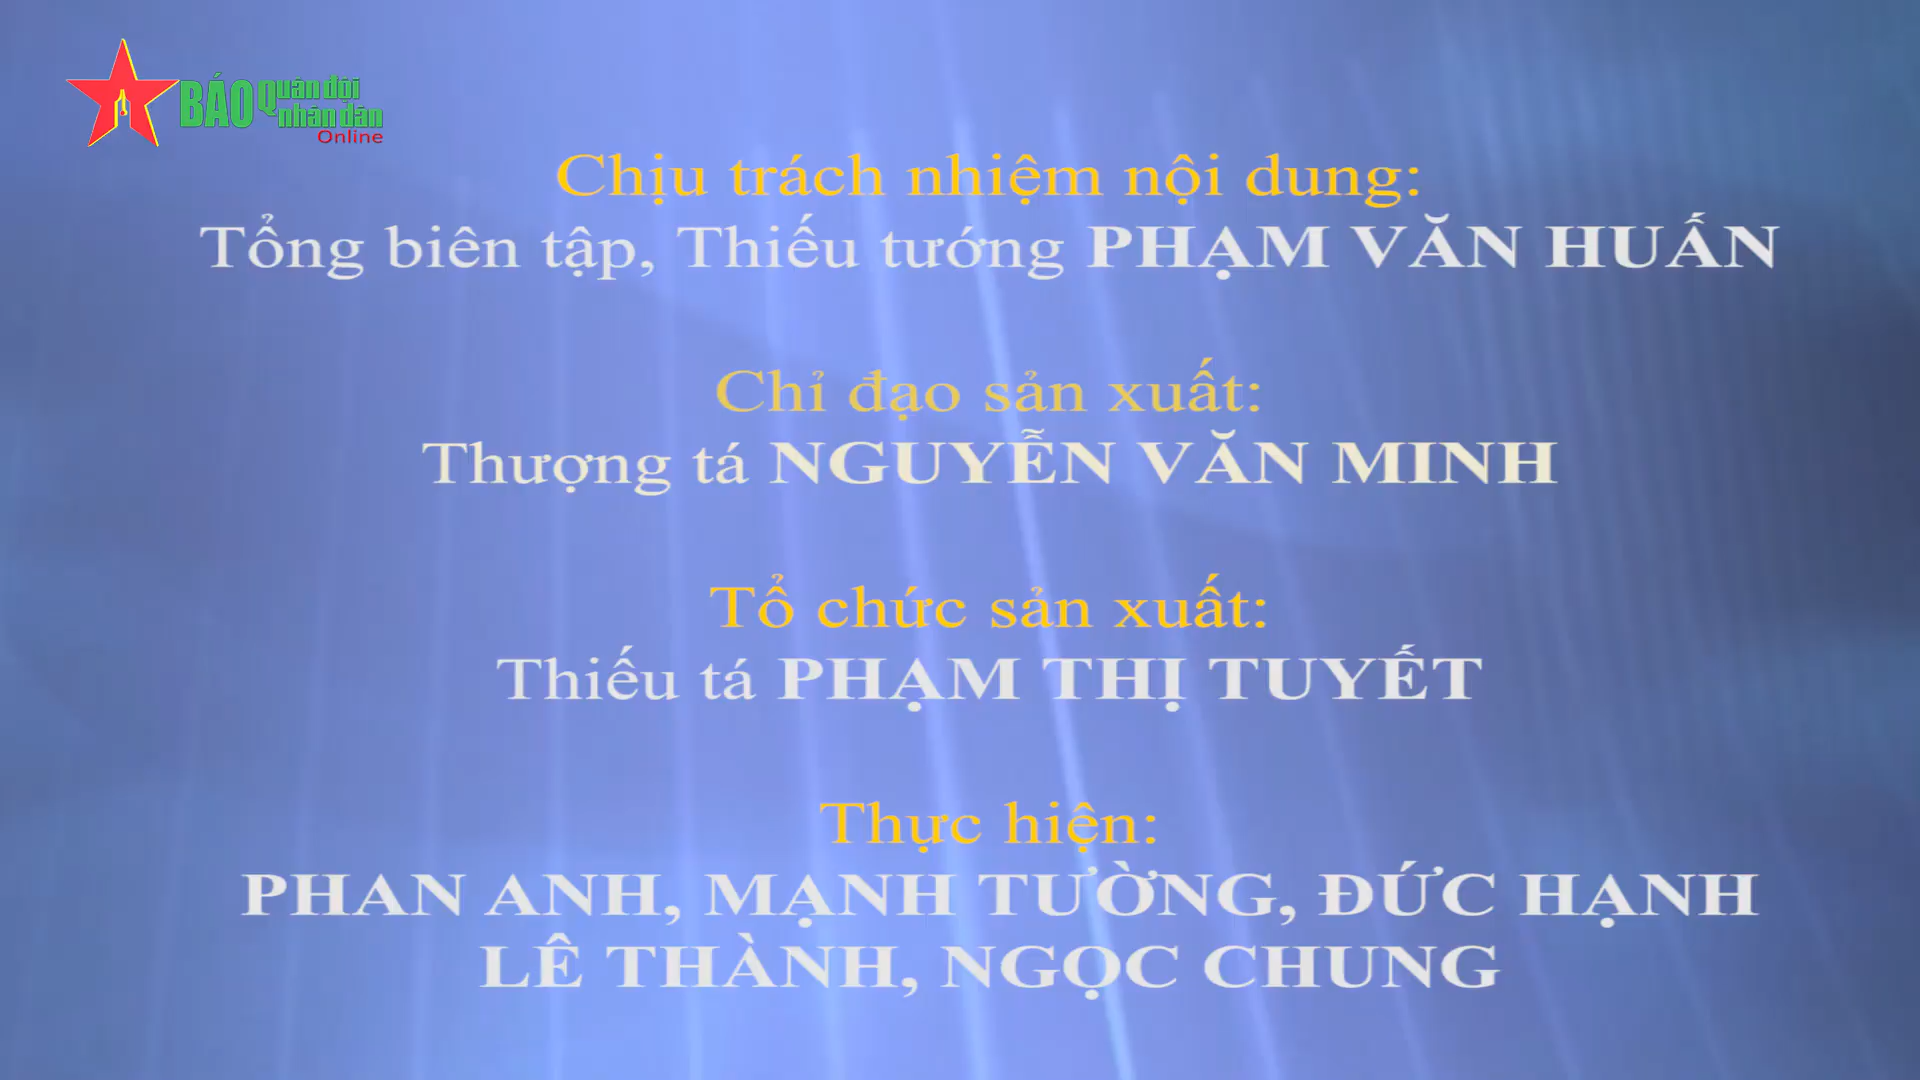 BÁO Quân đội
nhân dân
Online
Chịu trách nhiệm nội dung:
Tổng biên tập, Thiếu tướng PHẠM VĂN HUẤN
Chỉ đạo sản xuất:
Thượng tá NGUYỄN VĂN MINH
Tổ chức sản xuất:
Thiếu tá PHẠM THỊ TUYẾT
Thực hiện:
PHAN ANH, MẠNH TƯỜNG, ĐỨC HẠNH
LÊ THÀNH, NGỌC CHUNG